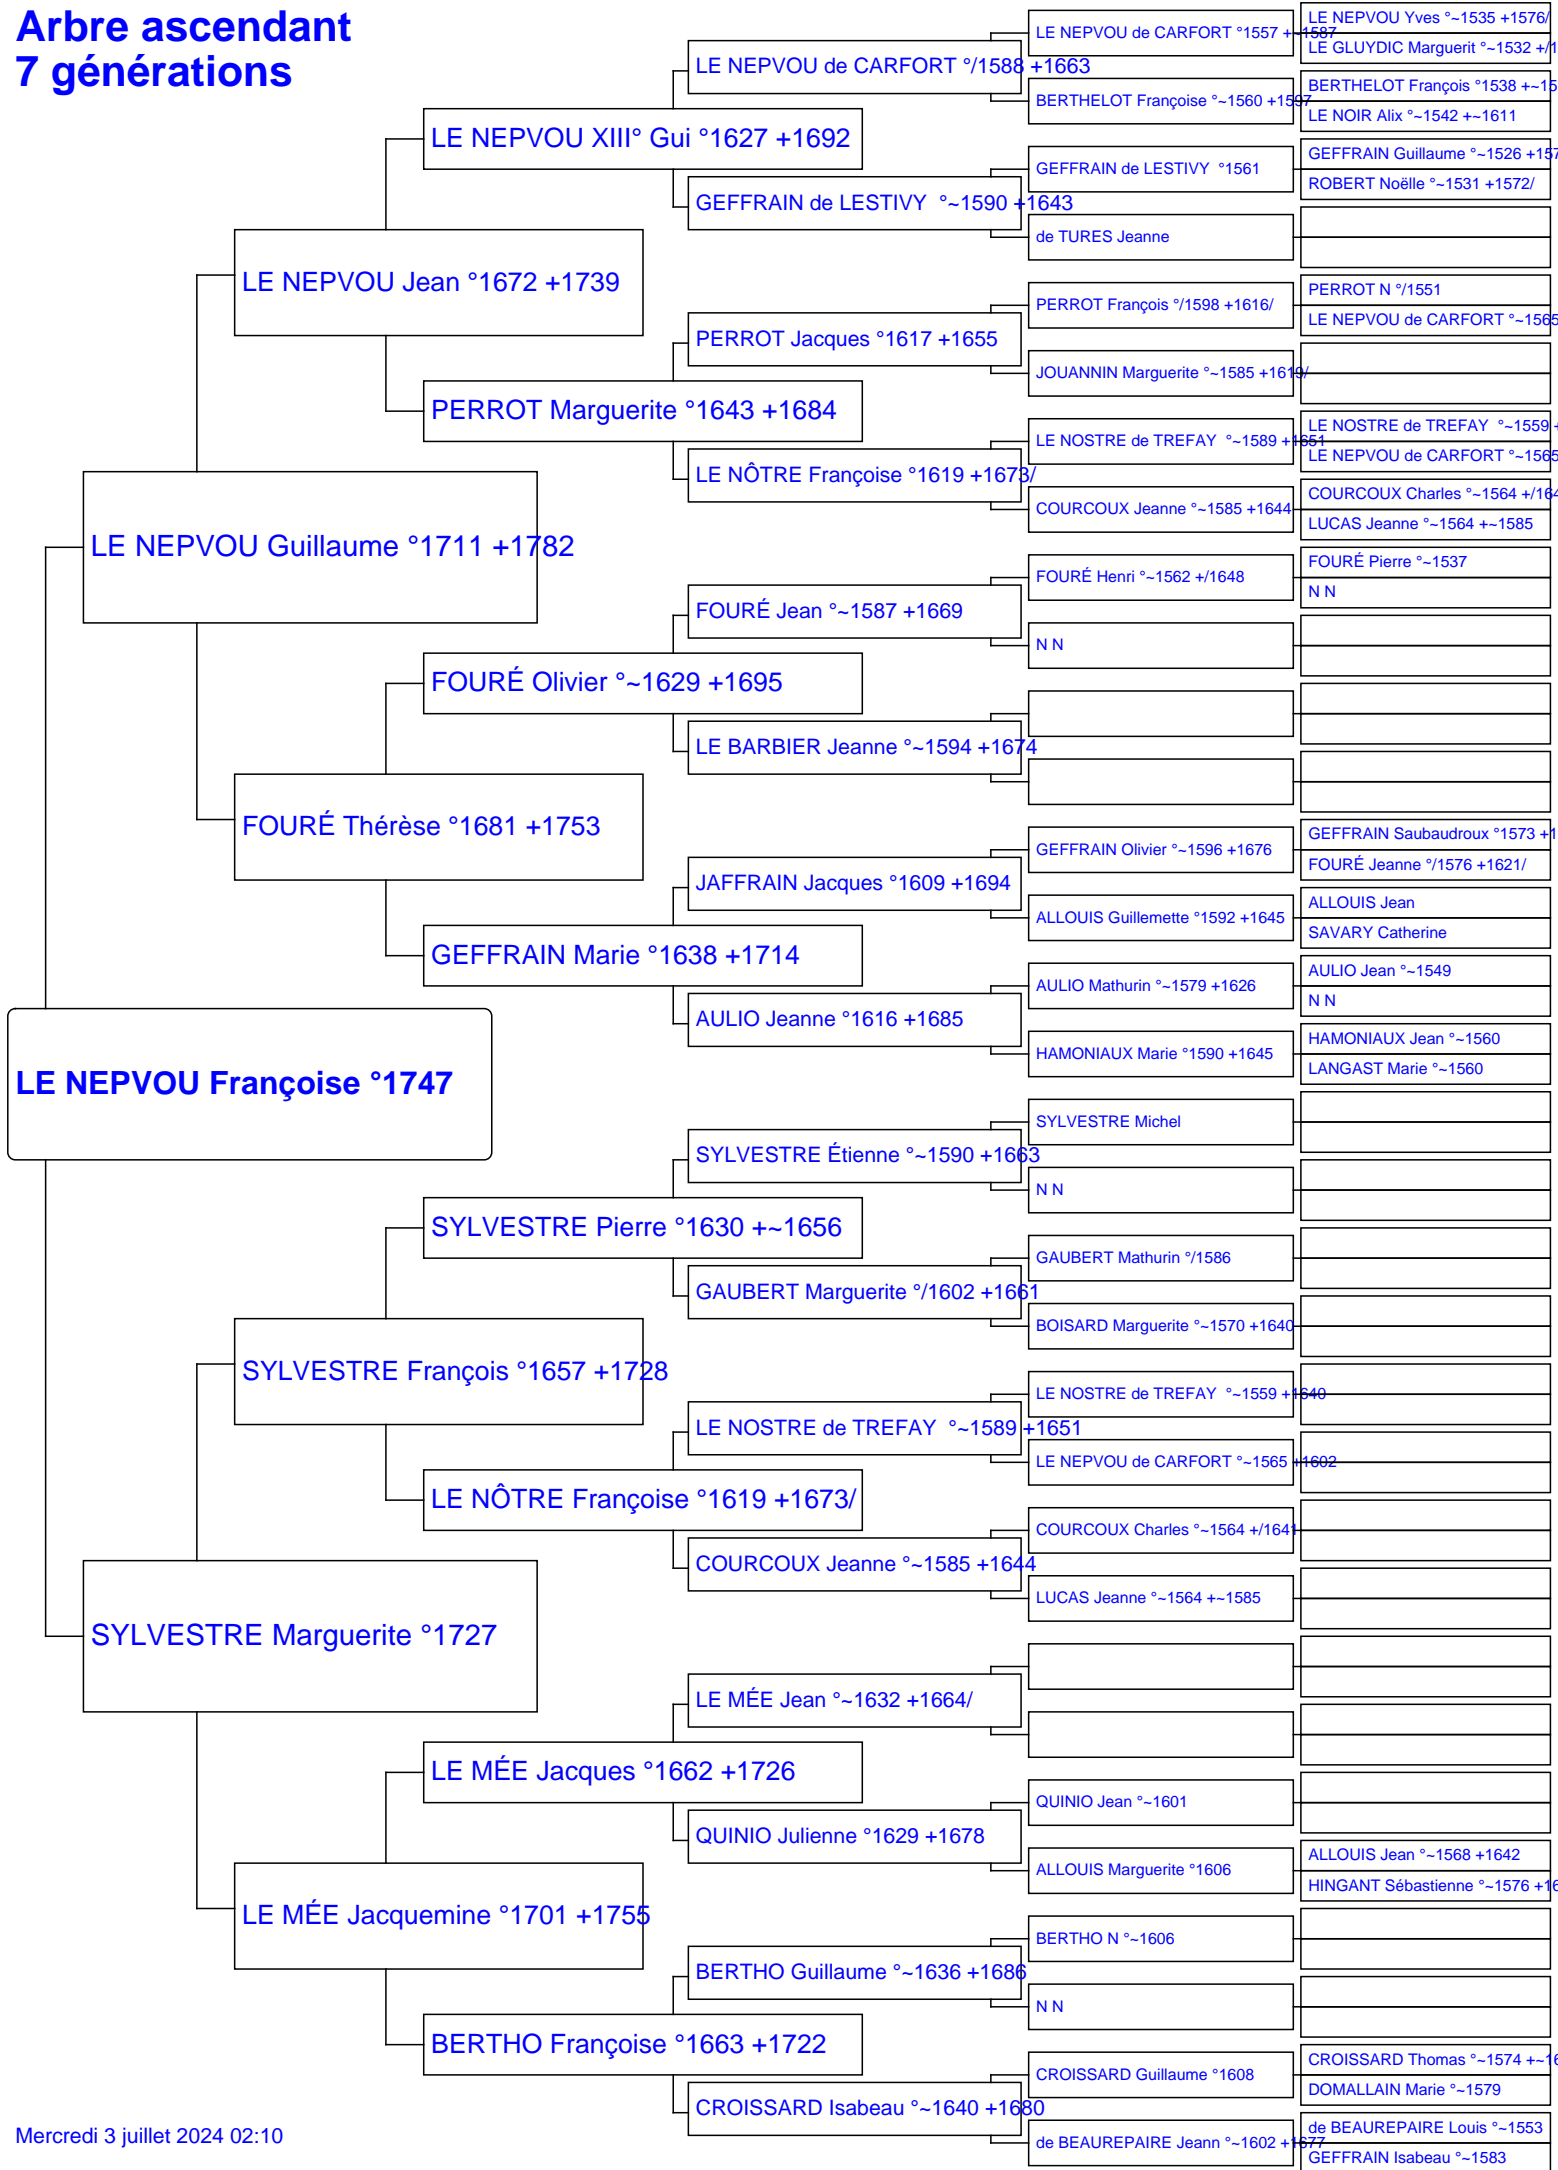 Arbre ascendant
7 générations
LE NEPVOU Françoise °1747
LE NEPVOU Guillaume °1711 +1782
SYLVESTRE Marguerite °1727
LE NEPVOU Jean °1672 +1739
FOURÉ Thérèse °1681 +1753
SYLVESTRE François °1657 +1728
LE MÉE Jacquemine °1701 +1755
LE NEPVOU XIII° Gui °1627 +1692
PERROT Marguerite °1643 +1684
FOURÉ Olivier °~1629 +1695
GEFFRAIN Marie °1638 +1714
SYLVESTRE Pierre °1630 +~1656
LE NÔTRE Françoise °1619 +1673/
LE MÉE Jacques °1662 +1726
BERTHO Françoise °1663 +1722
LE NEPVOU de CARFORT °/1588 +1663
GEFFRAIN de LESTIVY °~1590 +1643
PERROT Jacques °1617 +1655
LE NÔTRE Françoise °1619 +1673/
FOURÉ Jean °~1587 +1669
LE BARBIER Jeanne °~1594 +1674
JAFFRAIN Jacques °1609 +1694
AULIO Jeanne °1616 +1685
SYLVESTRE Étienne °~1590 +1663
GAUBERT Marguerite °/1602 +1661
LE NOSTRE de TREFAY °~1589 +1651
COURCOUX Jeanne °~1585 +1644
LE MÉE Jean °~1632 +1664/
QUINIO Julienne °1629 +1678
BERTHO Guillaume °~1636 +1686
CROISSARD Isabeau °~1640 +1680
LE NEPVOU de CARFORT °1557 +~1587
BERTHELOT Françoise °~1560 +1597
GEFFRAIN de LESTIVY °1561
de TURES Jeanne
PERROT François °/1598 +1616/
JOUANNIN Marguerite °~1585 +1619/
LE NOSTRE de TREFAY °~1589 +1651
COURCOUX Jeanne °~1585 +1644
FOURÉ Henri °~1562 +/1648
N N
GEFFRAIN Olivier °~1596 +1676
ALLOUIS Guillemette °1592 +1645
AULIO Mathurin °~1579 +1626
HAMONIAUX Marie °1590 +1645
SYLVESTRE Michel
N N
GAUBERT Mathurin °/1586
BOISARD Marguerite °~1570 +1640
LE NOSTRE de TREFAY °~1559 +1640
LE NEPVOU de CARFORT °~1565 +1602
COURCOUX Charles °~1564 +/1641
LUCAS Jeanne °~1564 +~1585
QUINIO Jean °~1601
ALLOUIS Marguerite °1606
BERTHO N °~1606
N N
CROISSARD Guillaume °1608
de BEAUREPAIRE Jeann °~1602 +1677
LE NEPVOU Yves °~1535 +1576/
LE GLUYDIC Marguerit °~1532 +/1
BERTHELOT François °1538 +~15
LE NOIR Alix °~1542 +~1611
GEFFRAIN Guillaume °~1526 +157
ROBERT Noëlle °~1531 +1572/
PERROT N °/1551
LE NEPVOU de CARFORT °~1565
LE NOSTRE de TREFAY °~1559 +
LE NEPVOU de CARFORT °~1565
COURCOUX Charles °~1564 +/164
LUCAS Jeanne °~1564 +~1585
FOURÉ Pierre °~1537
N N
GEFFRAIN Saubaudroux °1573 +1
FOURÉ Jeanne °/1576 +1621/
ALLOUIS Jean
SAVARY Catherine
AULIO Jean °~1549
N N
HAMONIAUX Jean °~1560
LANGAST Marie °~1560
ALLOUIS Jean °~1568 +1642
HINGANT Sébastienne °~1576 +16
CROISSARD Thomas °~1574 +~16
DOMALLAIN Marie °~1579
de BEAUREPAIRE Louis °~1553
GEFFRAIN Isabeau °~1583
Mercredi 3 juillet 2024 02:10